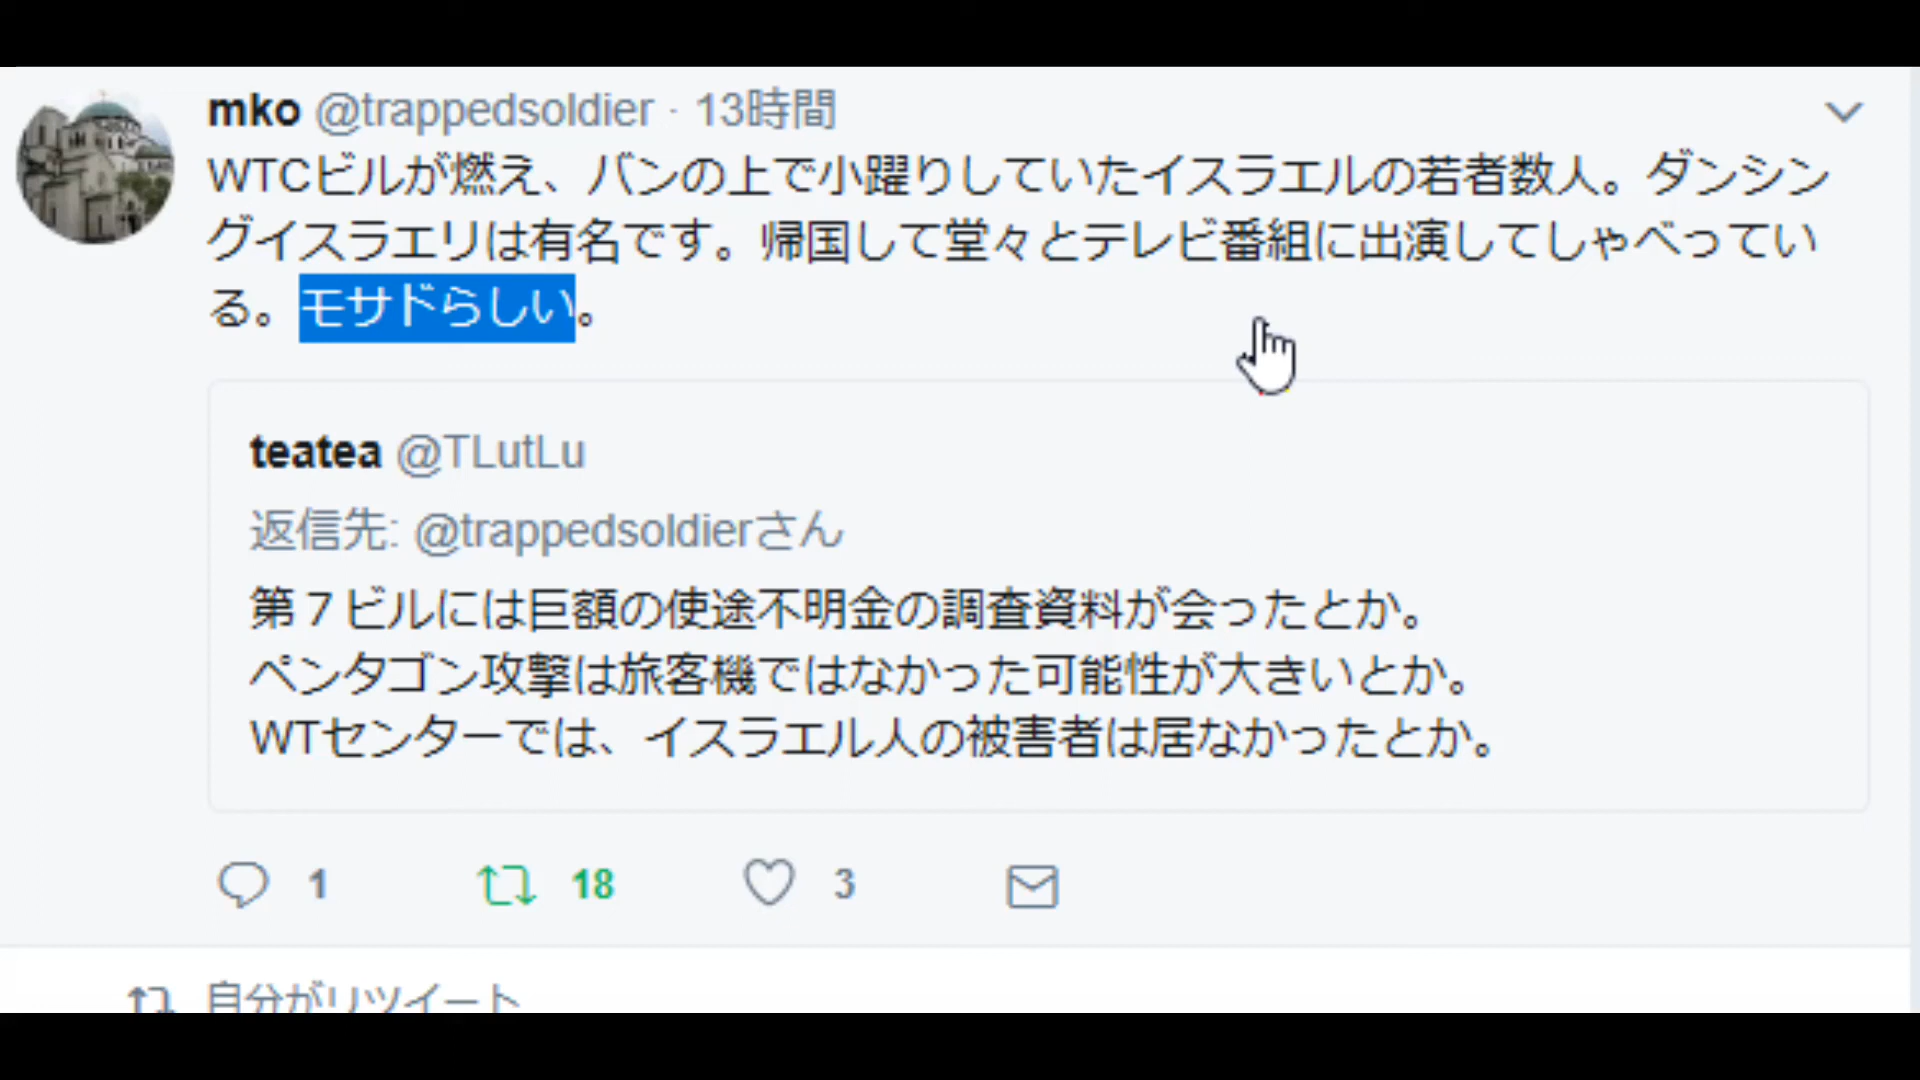 mko @trappedsoldier · 13時間
WTCビルが燃え、バンの上で小躍りしていたイスラエルの若者数人。ダンシン
グイスラエリは有名です。帰国して堂々とテレビ番組に出演してしゃべってい
る。モサドらしい。
teatea @TLutLu
返信先: @trappedsoldierさん
第７ビルには巨額の使途不明金の調査資料が会ったとか。
ペンタゴン攻撃は旅客機ではなかった可能性が大きいとか。
WTセンターでは、イスラエル人の被害者は居なかったとか。
1 18 3
自分がリツイート